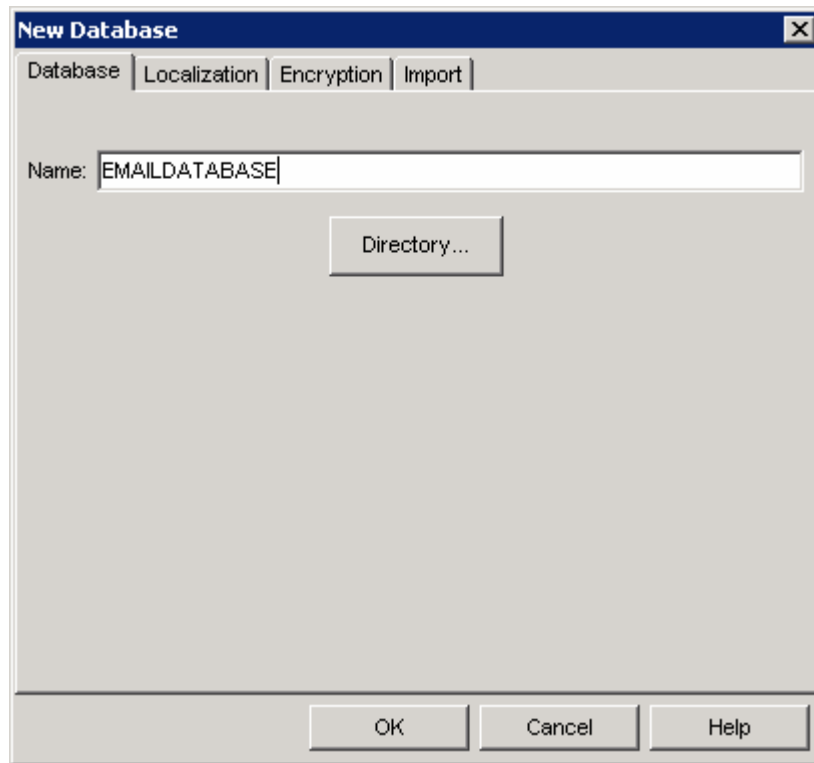 New Database
Database Localization Encryption Import
Name: EMAILDATABASE
Directory...
OK Cancel Help